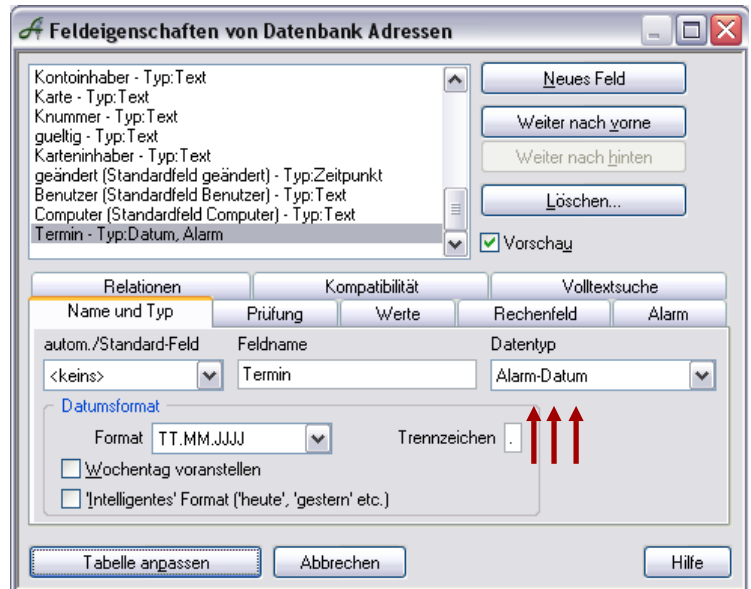 Feldeigenschaften von Datenbank Adressen
Kontoinhaber - Typ:Text
Karte - Typ:Text
Knummer - Typ:Text
gueltig - Typ:Text
Karteninhaber - Typ:Text
geändert (Standardfeld geändert) - Typ:Zeitpunkt
Benutzer (Standardfeld Benutzer) - Typ:Text
Computer (Standardfeld Computer) - Typ:Text
Termin - Typ:Datum, Alarm
Neues Feld
Weiter nach vorne
Weiter nach hinten
Löschen...
Vorschau
Relationen Kompatibilität Volltextsuche
Name und Typ Prüfung Werte Rechenfeld Alarm
autom./Standard-Feld Feldname Datentyp
<keins> Termin Alarm-Datum
Datumsformat
Format TT.MM.JJJJ Trennzeichen .
Wochentag voranstellen
'Intelligentes' Format ('heute', 'gestern' etc.)
Tabelle anpassen Abbrechen Hilfe